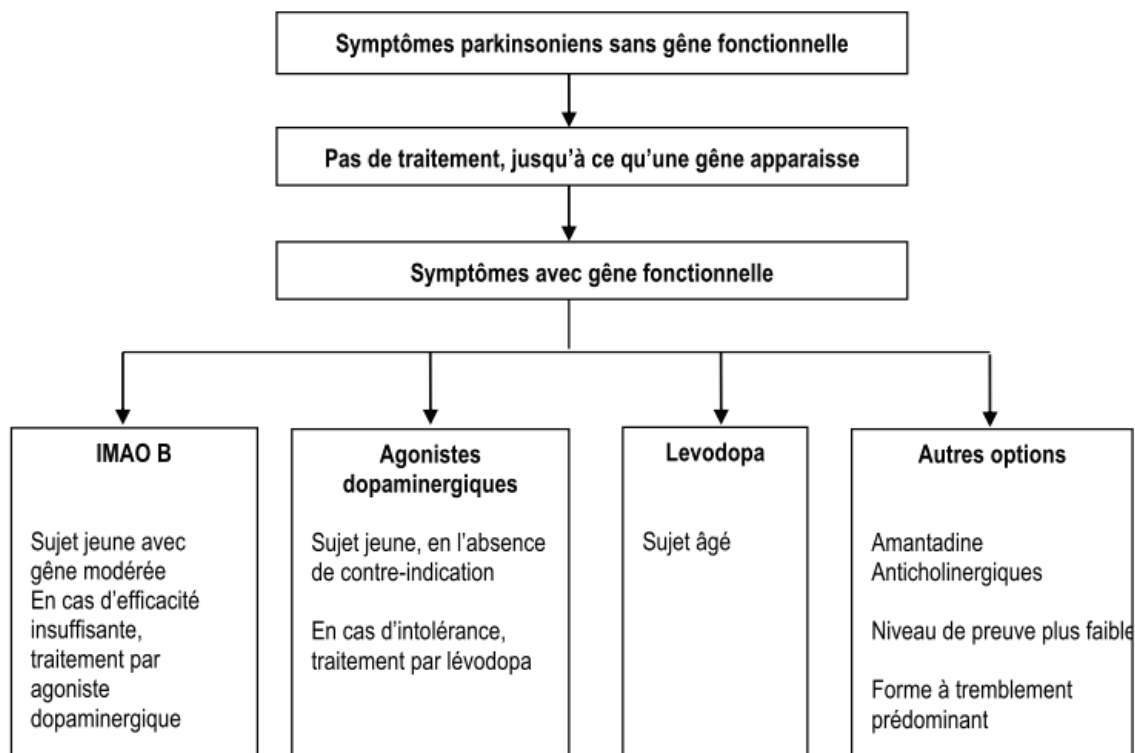 Symptômes parkinsoniens sans gêne fonctionnelle
Pas de traitement, jusqu'à ce qu'une gêne apparaisse
Symptômes avec gêne fonctionnelle
IMAO B
Sujet jeune avec
gêne modérée
En cas d'efficacité
insuffisante,
traitement par
agoniste
dopaminergique
Agonistes
dopaminergiques
Sujet jeune, en l'absence
de contre-indication
En cas d'intolérance,
traitement par lévodopa
Levodopa
Sujet âgé
Autres options
Amantadine
Anticholinergiques
Niveau de preuve plus faible
Forme à tremblement
prédominant